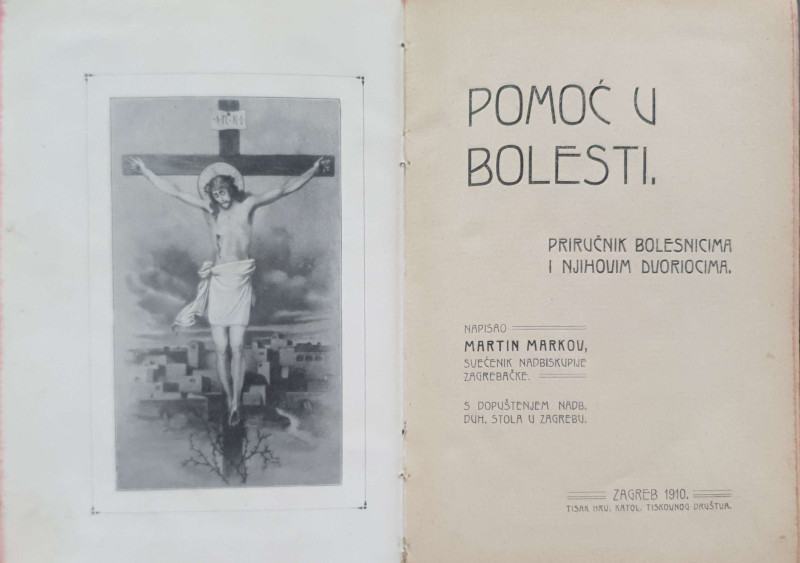 I.N.R.I
POMOĆ U
BOLESTI.
PRIRUČNIK BOLESNICIMA
I NJIHOVIM DVORIOCIMA.
NAPISAO
MARTIN MARKOV,
SVEĆENIK NADBISKUPIJE
ZAGREBAČKE.
S DOPUŠTENJEM NADB.
DUH. STOLA U ZAGREBU.
ZAGREB 1910.
TISAK HRV. KATOL. TISKOVNOG DRUŠTVA.